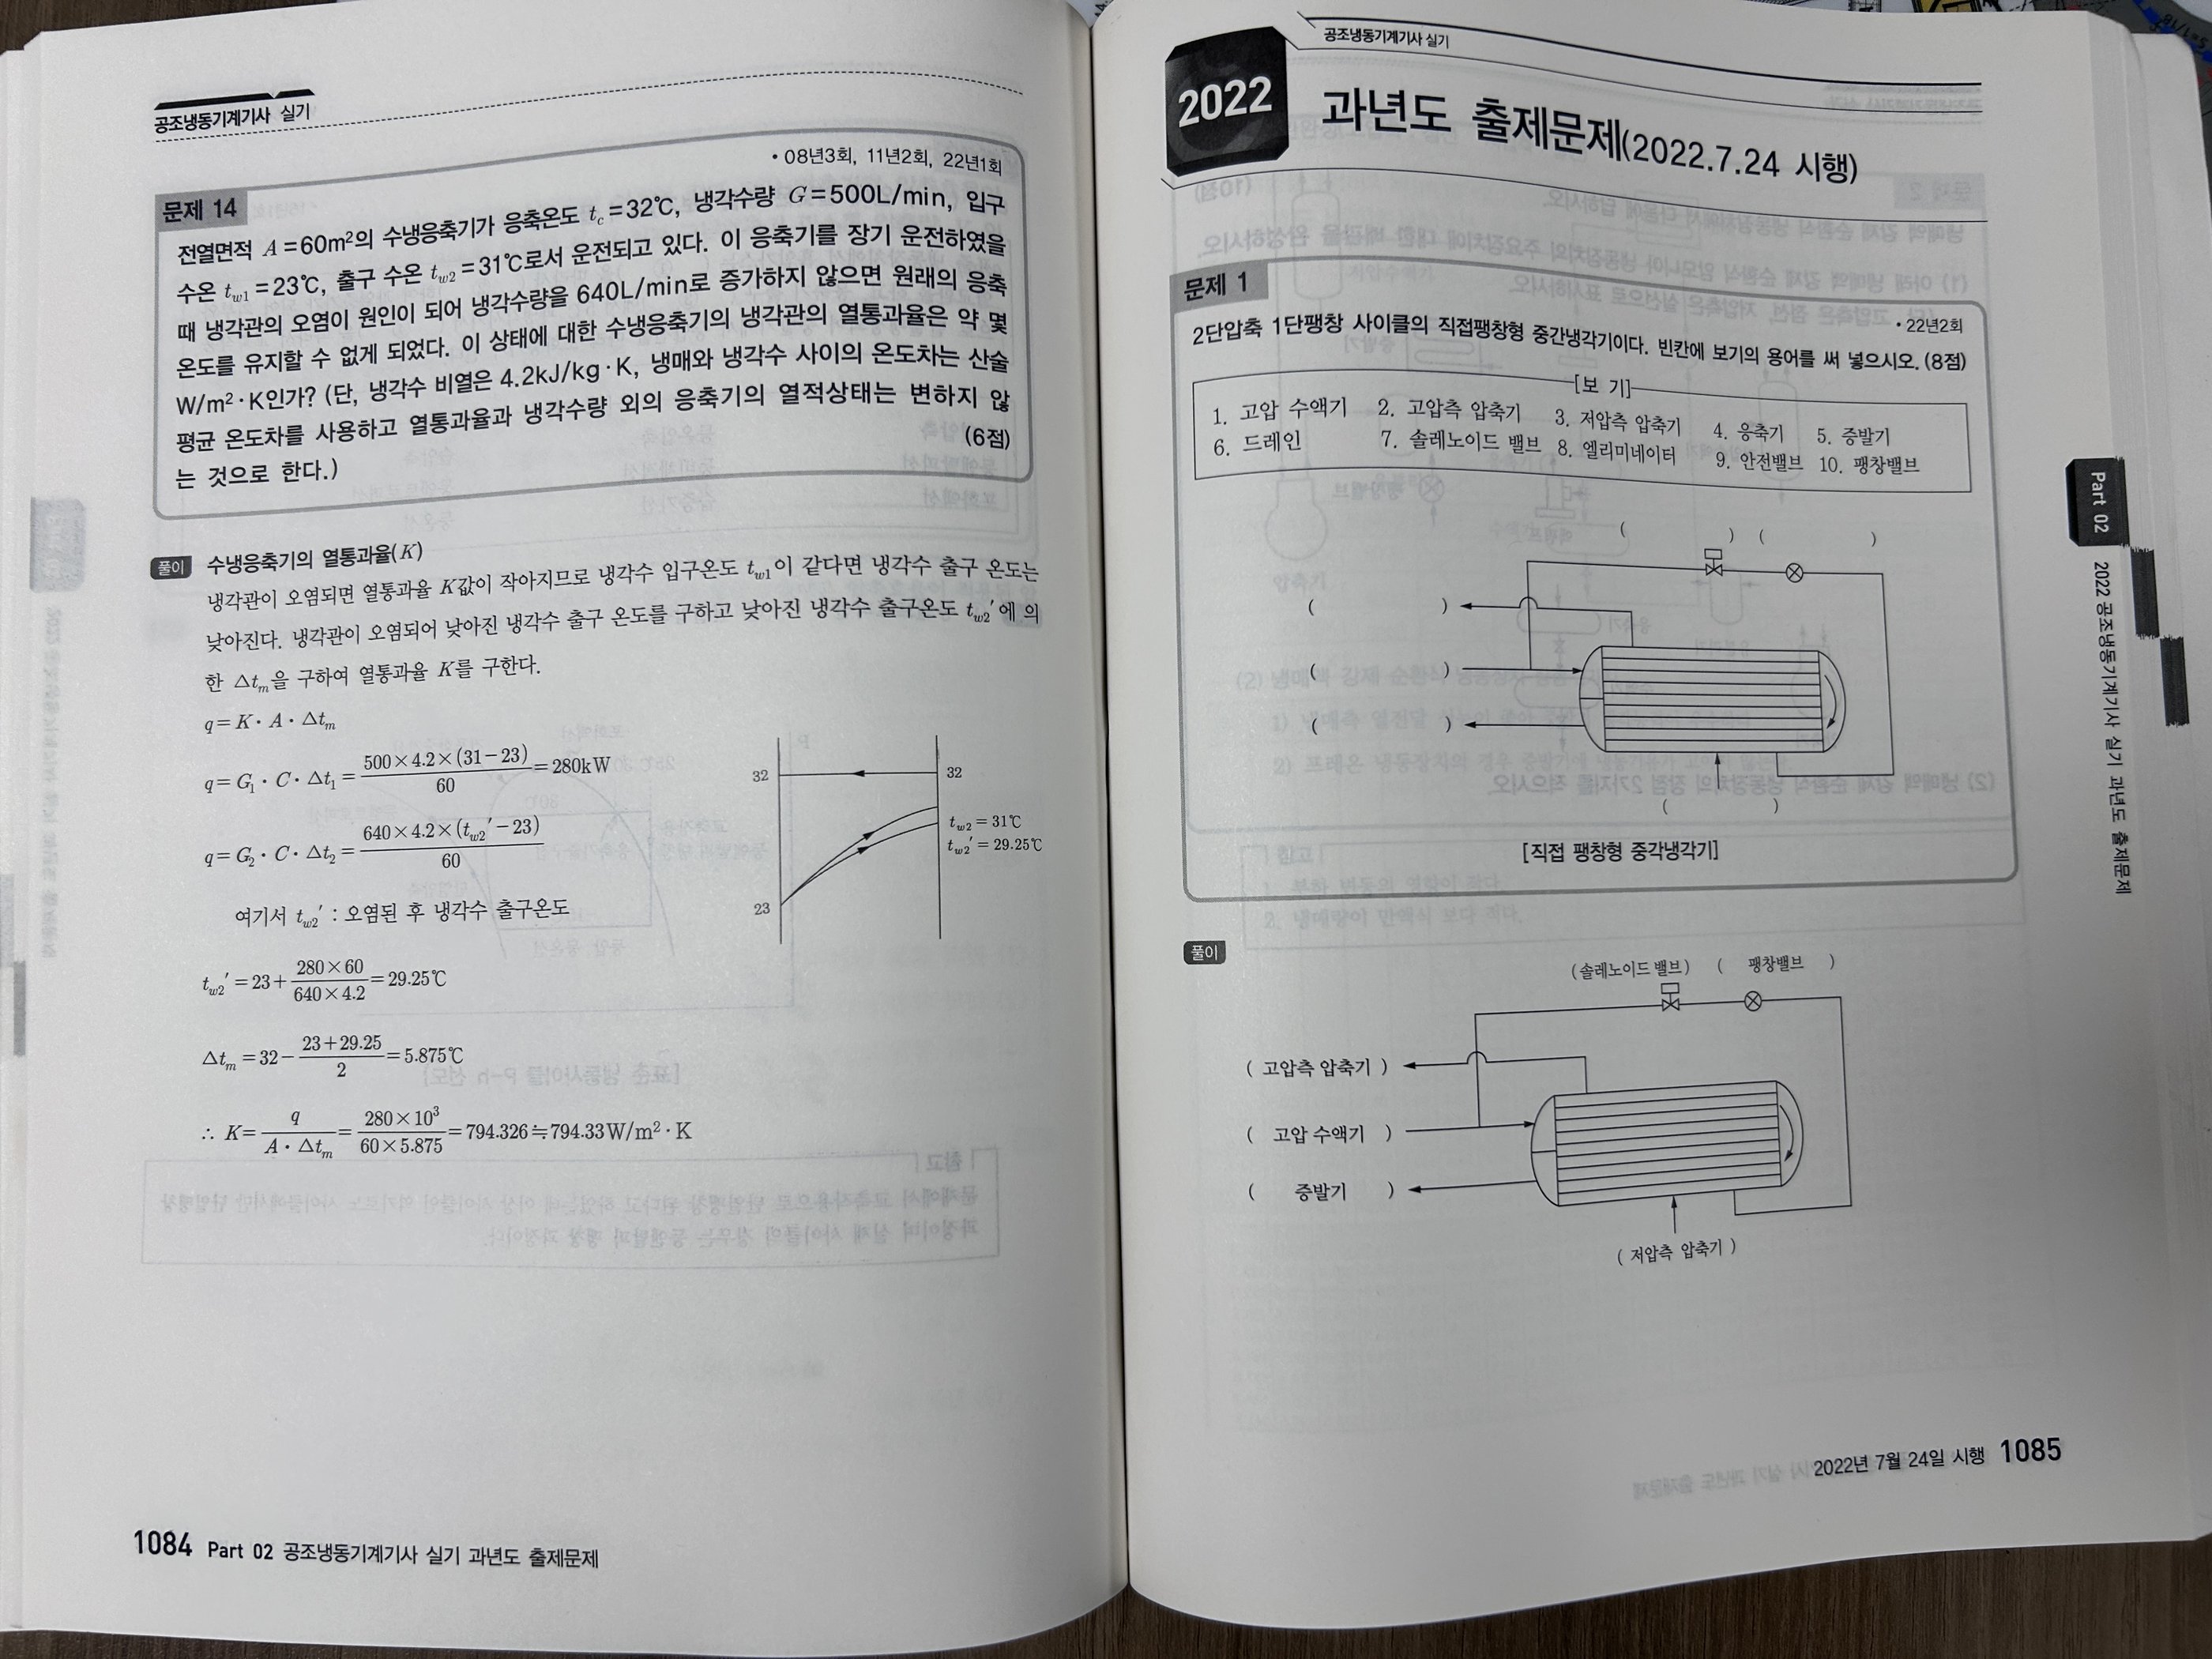 공조냉동기계기사 실기
• 08년3회, 11년2회, 22년1회
문제 14
전열면적 A=60m²의 수냉응축기가 응축온도 t_c=32℃, 냉각수량 G=500L/min, 입구
수온 t_w1=23℃, 출구 수온 t_w2=31℃로서 운전되고 있다. 이 응축기를 장기 운전하였을
때 냉각관의 오염이 원인이 되어 냉각수량을 640L/min로 증가하지 않으면 원래의 응축
온도를 유지할 수 없게 되었다. 이 상태에 대한 수냉응축기의 냉각관의 열통과율은 약 몇
W/m²·K인가? (단, 냉각수 비열은 4.2kJ/kg·K, 냉매와 냉각수 사이의 온도차는 산술
평균 온도차를 사용하고 열통과율과 냉각수량 외의 응축기의 열적상태는 변하지 않
는 것으로 한다.) (6점)
풀이 수냉응축기의 열통과율(K)
냉각관이 오염되면 열통과율 K값이 작아지므로 냉각수 입구온도 t_w1이 같다면 냉각수 출구 온도는
낮아진다. 냉각관이 오염되어 낮아진 냉각수 출구 온도를 구하고 낮아진 냉각수 출구온도 t_w2′에 의
한 Δt_m을 구하여 열통과율 K를 구한다.
q=K·A·Δt_m
q=G₁·C·Δt₁=500×4.2×(31−23)/60=280kW
q=G₂·C·Δt₂=640×4.2×(t_w2′−23)/60
여기서 t_w2′ : 오염된 후 냉각수 출구온도
t_w2′=23+280×60/640×4.2=29.25℃
Δt_m=32−23+29.25/2=5.875℃
∴ K=q/A·Δt_m=280×10³/60×5.875=794.326≒794.33W/m²·K
32
32
t_w2=31℃
t_w2′=29.25℃
23
1084 Part 02 공조냉동기계기사 실기 과년도 출제문제
공조냉동기계기사 실기
2022
과년도 출제문제(2022.7.24 시행)
문제 1
• 22년2회
2단압축 1단팽창 사이클의 직접팽창형 중간냉각기이다. 빈칸에 보기의 용어를 써 넣으시오. (8점)
[보 기]
1. 고압 수액기 2. 고압측 압축기 3. 저압측 압축기 4. 응축기 5. 증발기
6. 드레인 7. 솔레노이드 밸브 8. 엘리미네이터 9. 안전밸브 10. 팽창밸브
( ) ( )
( )
( )
( )
( )
[직접 팽창형 중각냉각기]
풀이
(솔레노이드 밸브) ( 팽창밸브 )
( 고압측 압축기 )
( 고압 수액기 )
( 증발기 )
( 저압측 압축기 )
2022년 7월 24일 시행 1085
Part 02
2022 공조냉동기계기사 실기 과년도 출제문제